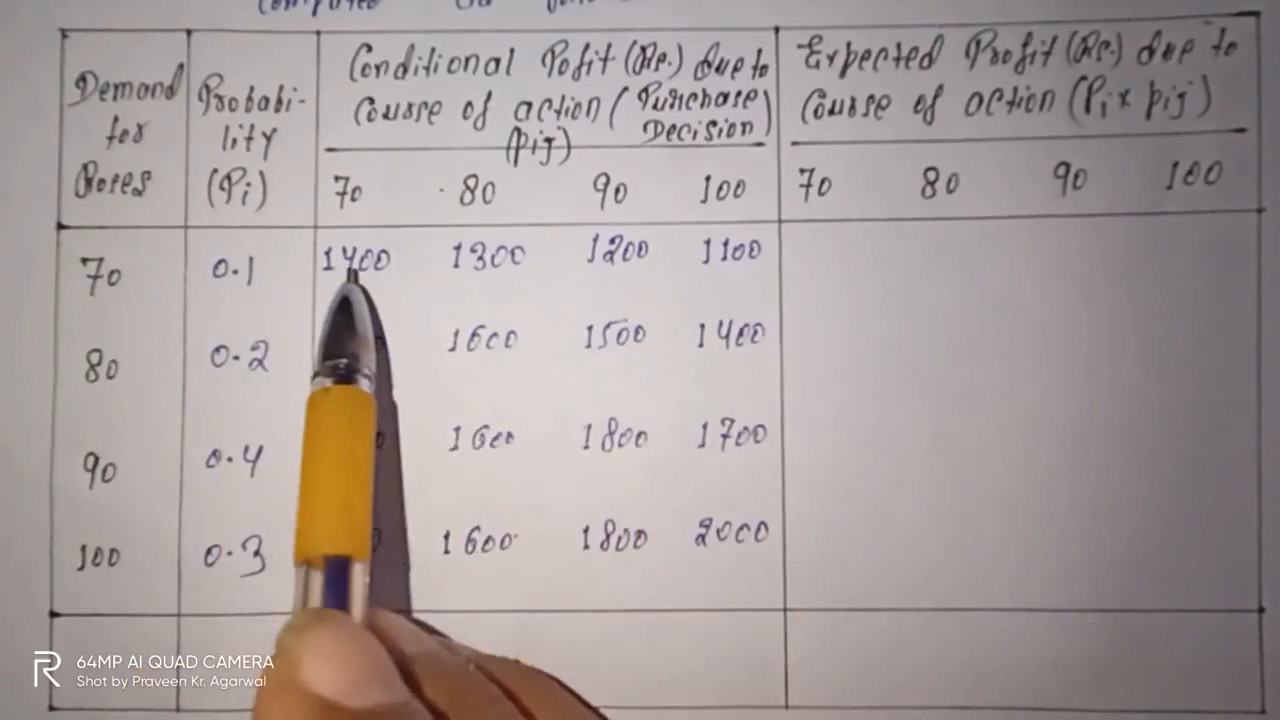 Demand for Roses
Probabi-lity (Pi)
Conditional Pofit (Rs.) due to
Course of action (Purchase Decision)
(pij)
Expected Profit (Rs.) due to
Course of action (Pi x pij)
70 80 90 100 70 80 90 100
70 0.1 1400 1300 1200 1100
80 0.2 1600 1500 1400
90 0.4 1600 1800 1700
100 0.3 1600 1800 2000
R 64MP AI QUAD CAMERA
Shot by Praveen Kr. Agarwal